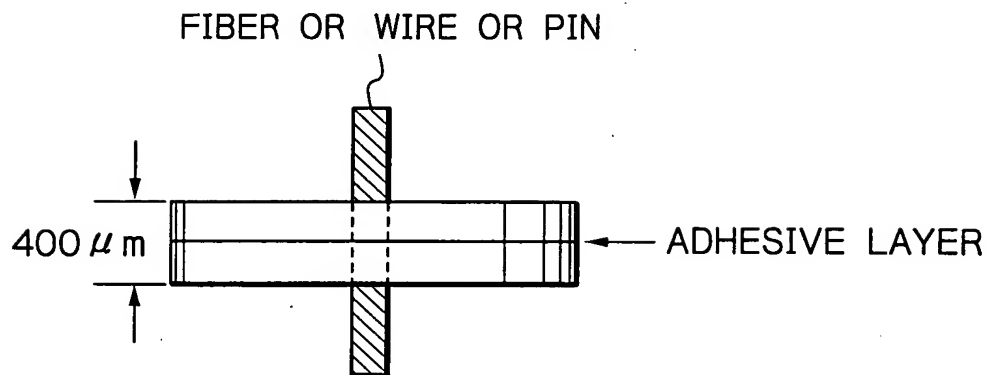 FIBER OR WIRE OR PIN
400 μm
ADHESIVE LAYER